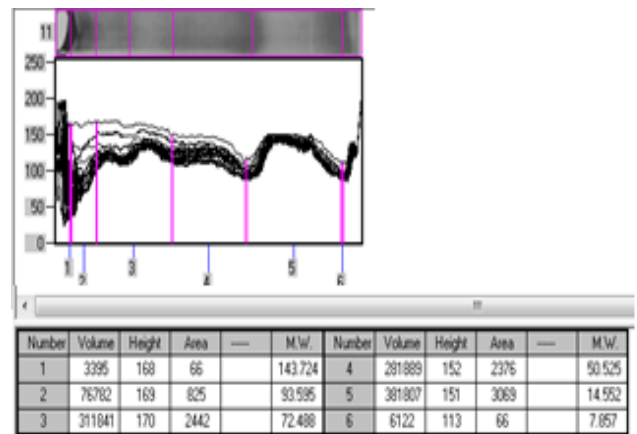 11
250
200
150
100
50
0
1 2 3 4 5 6
Number Volume Height Area ---- M.W. Number Volume Height Area ---- M.W.
1 3395 168 66 143.724 4 281889 152 2376 50.525
2 76782 169 825 93.595 5 381807 151 3069 14.552
3 311841 170 2442 72.488 6 6122 113 66 7.857